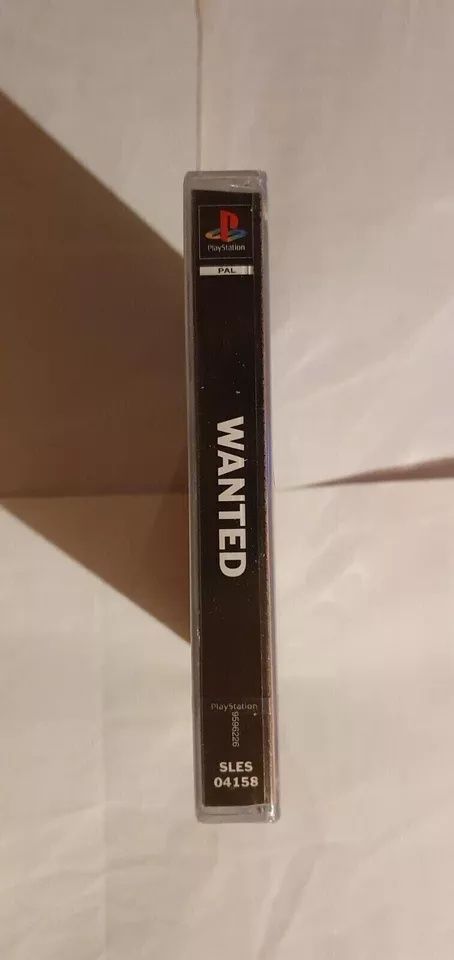 PlayStation
PAL
WANTED
PlayStation
9596226
SLES
04158